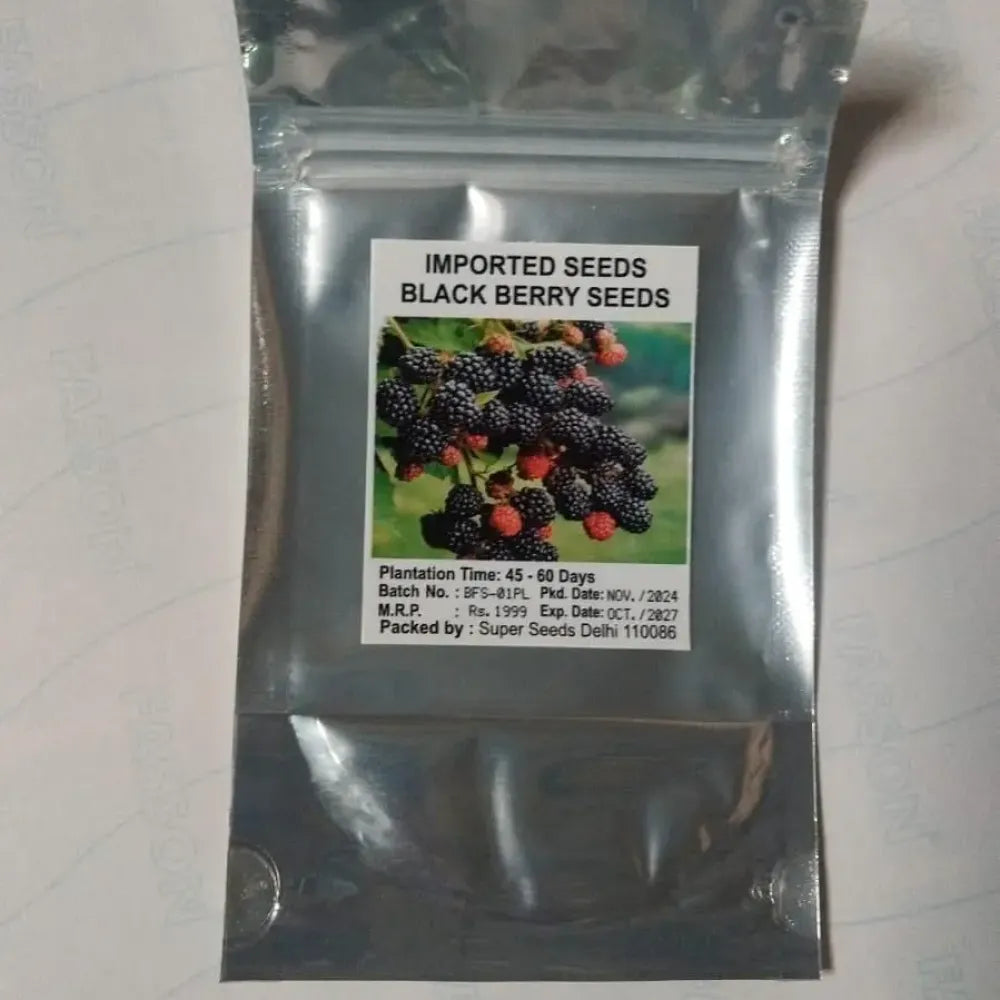 IMPORTED SEEDS
BLACK BERRY SEEDS
Plantation Time: 45 - 60 Days
Batch No. : BFS-01PL Pkd. Date: NOV. / 2024
M.R.P. : Rs. 1999 Exp. Date: OCT. / 2027
Packed by : Super Seeds Delhi 110086